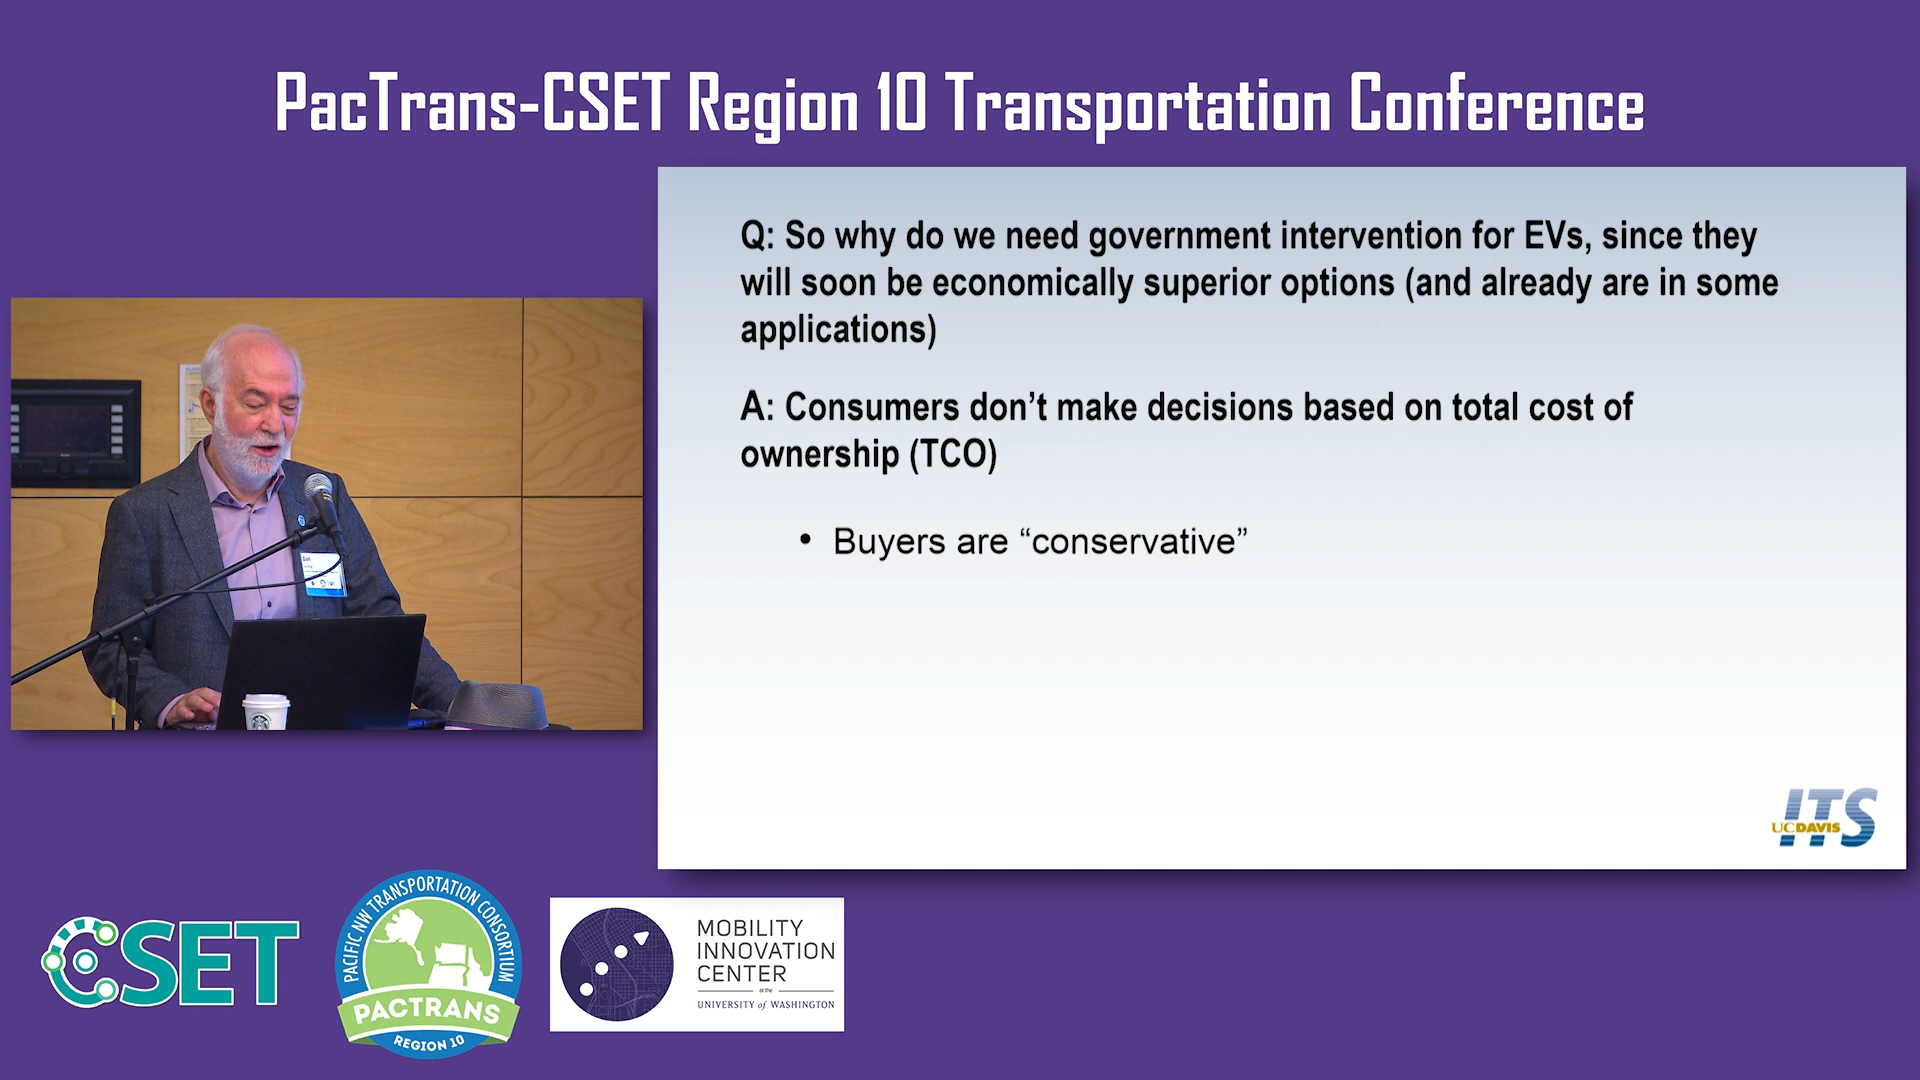 PacTrans-CSET Region 10 Transportation Conference
Q: So why do we need government intervention for EVs, since they
will soon be economically superior options (and already are in some
applications)
A: Consumers don’t make decisions based on total cost of
ownership (TCO)
• Buyers are “conservative”
ITS
UCDAVIS
Dan
CSET
PACIFIC NW TRANSPORTATION CONSORTIUM
PACTRANS
REGION 10
MOBILITY
INNOVATION
CENTER
at the
UNIVERSITY of WASHINGTON